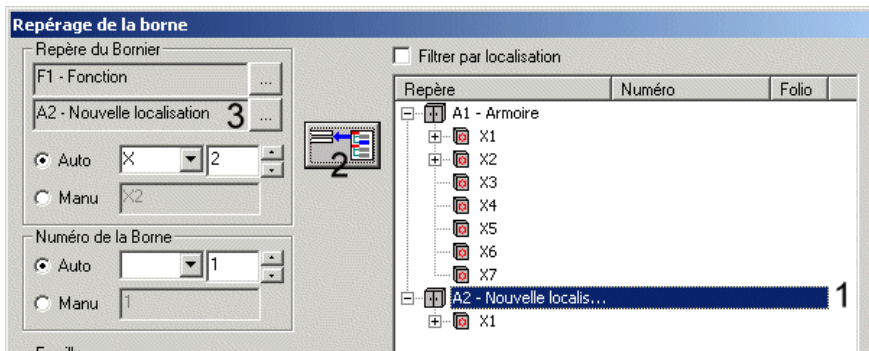 Repérage de la borne
Repère du Bornier
F1 - Fonction
...
A2 - Nouvelle localisation
3
...
Auto
X
2
Manu
X2
Numéro de la Borne
Auto
1
Manu
1
2
Filtrer par localisation
Repère
Numéro
Folio
A1 - Armoire
X1
X2
X3
X4
X5
X6
X7
A2 - Nouvelle localis...
1
X1